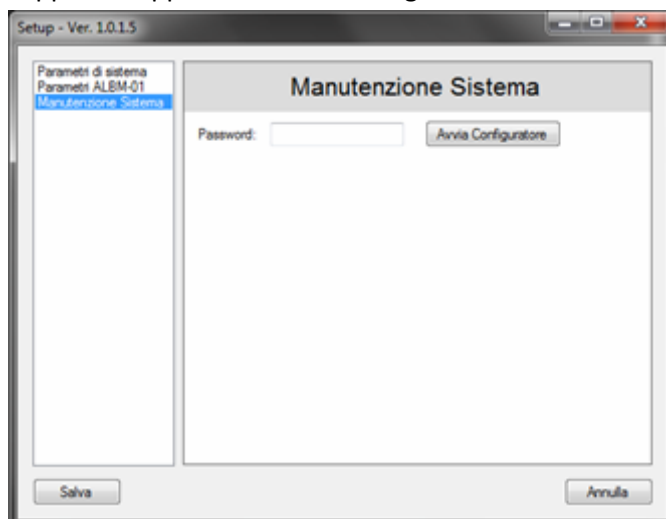 Setup - Ver. 1.0.1.5
Parametri di sistema
Parametri ALBM-01
Manutenzione Sistema
Manutenzione Sistema
Password:
Avvia Configuratore
Salva
Annulla